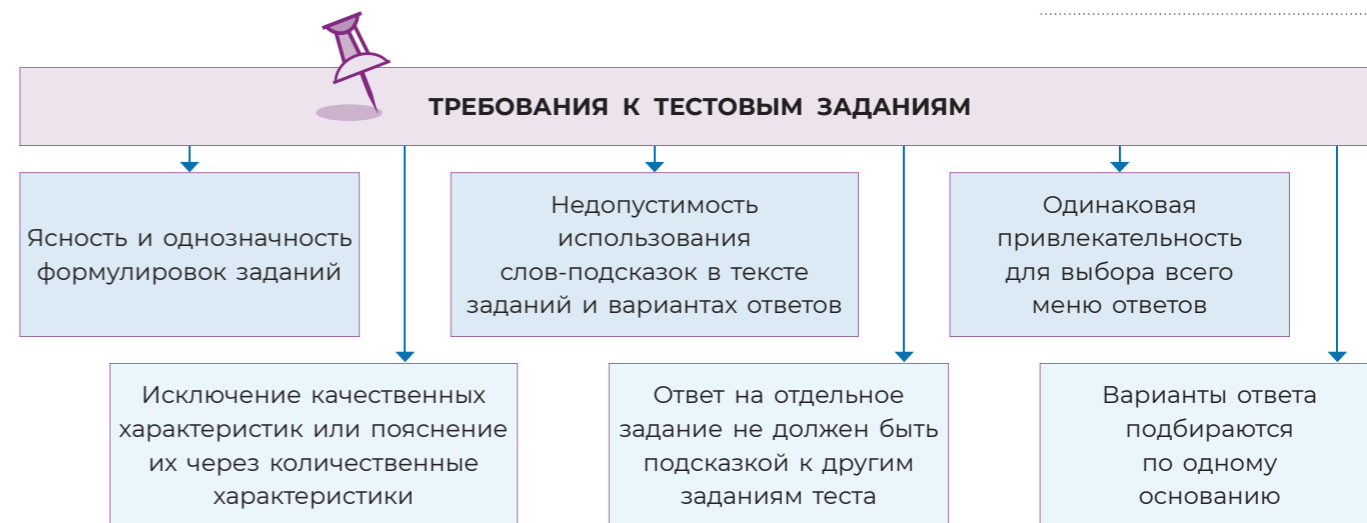 ТРЕБОВАНИЯ К ТЕСТОВЫМ ЗАДАНИЯМ
Ясность и однозначность
формулировок заданий
Недопустимость
использования
слов-подсказок в тексте
заданий и вариантах ответов
Одинаковая
привлекательность
для выбора всего
меню ответов
Исключение качественных
характеристик или пояснение
их через количественные
характеристики
Ответ на отдельное
задание не должен быть
подсказкой к другим
заданиям теста
Варианты ответа
подбираются
по одному
основанию